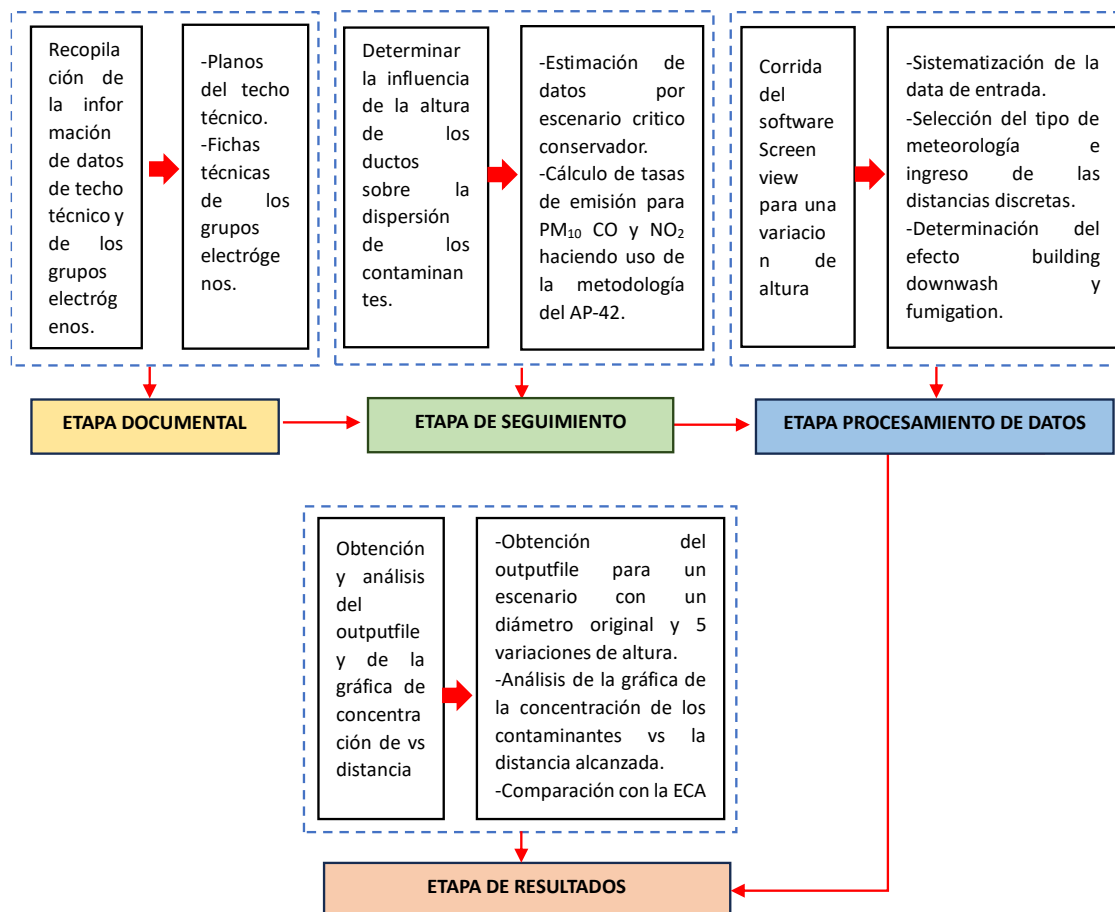 Recopila
ción de
la infor
mación
de datos
de techo
técnico y
de los
grupos
electróg
enos.
-Planos
del techo
técnico.
-Fichas
técnicas
de los
grupos
electróge
nos.
Determinar
la influencia
de la altura
de los
ductos
sobre la
dispersión
de los
contaminan
tes.
-Estimación de
datos por
escenario critico
conservador.
-Cálculo de tasas
de emisión para
PM₁₀ CO y NO₂
haciendo uso de
la metodología
del AP-42.
Corrida
del
software
Screen
view
para una
variacio
n de
altura
-Sistematización de la
data de entrada.
-Selección del tipo de
meteorología e
ingreso de las
distancias discretas.
-Determinación del
efecto building
downwash y
fumigation.
ETAPA DOCUMENTAL
ETAPA DE SEGUIMIENTO
ETAPA PROCESAMIENTO DE DATOS
Obtención
y análisis
del
outputfile
y de la
gráfica de
concentra
ción de vs
distancia
-Obtención del
outputfile para un
escenario con un
diámetro original y 5
variaciones de altura.
-Análisis de la gráfica de
la concentración de los
contaminantes vs la
distancia alcanzada.
-Comparación con la ECA
ETAPA DE RESULTADOS